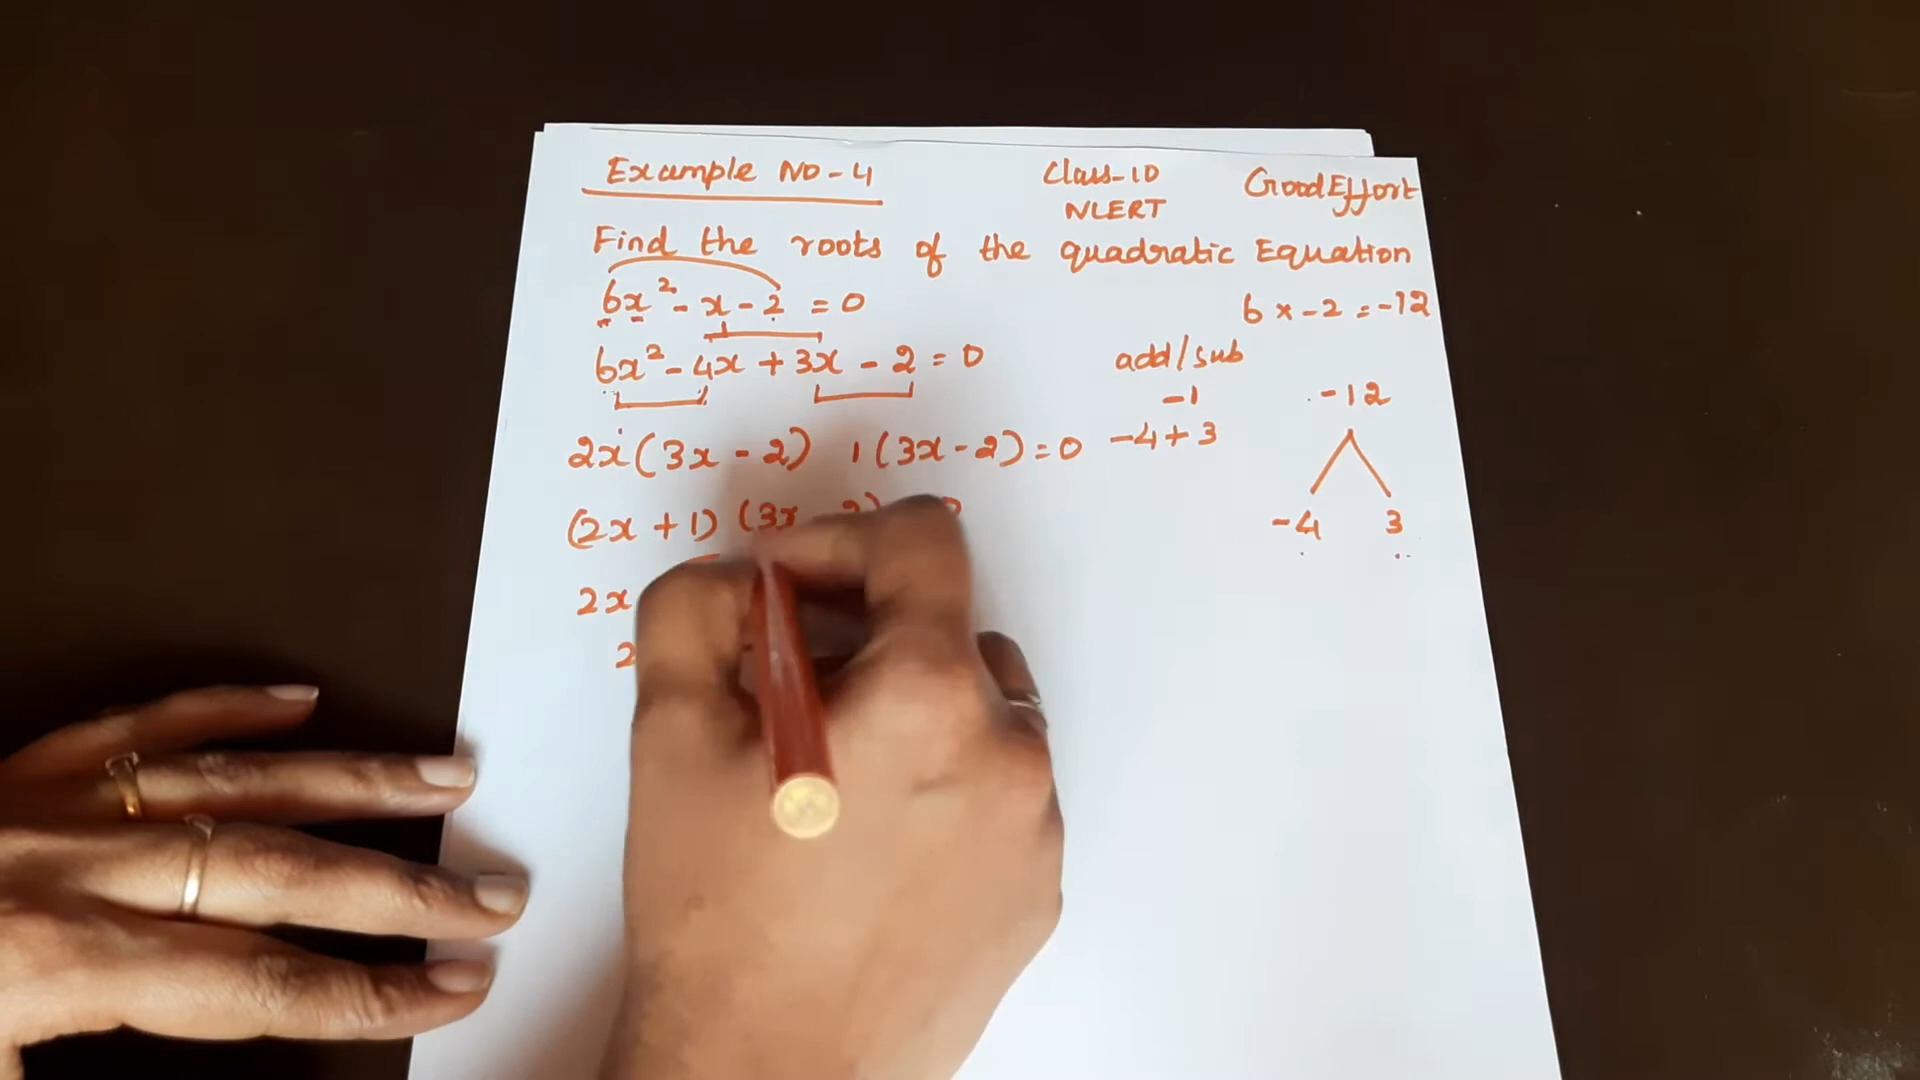 Example NO-4 Class-10 GoodEffort
NCERT
Find the roots of the quadratic Equation
6x² - x - 2 = 0 6 × -2 = -12
6x² - 4x + 3x - 2 = 0 add/sub
-1 -12
2x(3x - 2) 1(3x - 2) = 0 -4+3
(2x + 1) (3x -4 3
2x
2